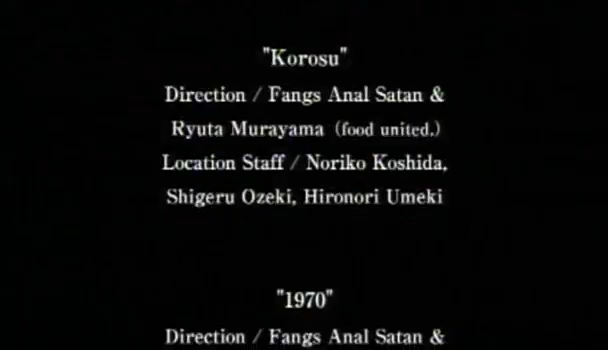 "Korosu"
Direction / Fangs Anal Satan &
Ryuta Murayama (food united.)
Location Staff / Noriko Koshida,
Shigeru Ozeki, Hironori Umeki
"1970"
Direction / Fangs Anal Satan &